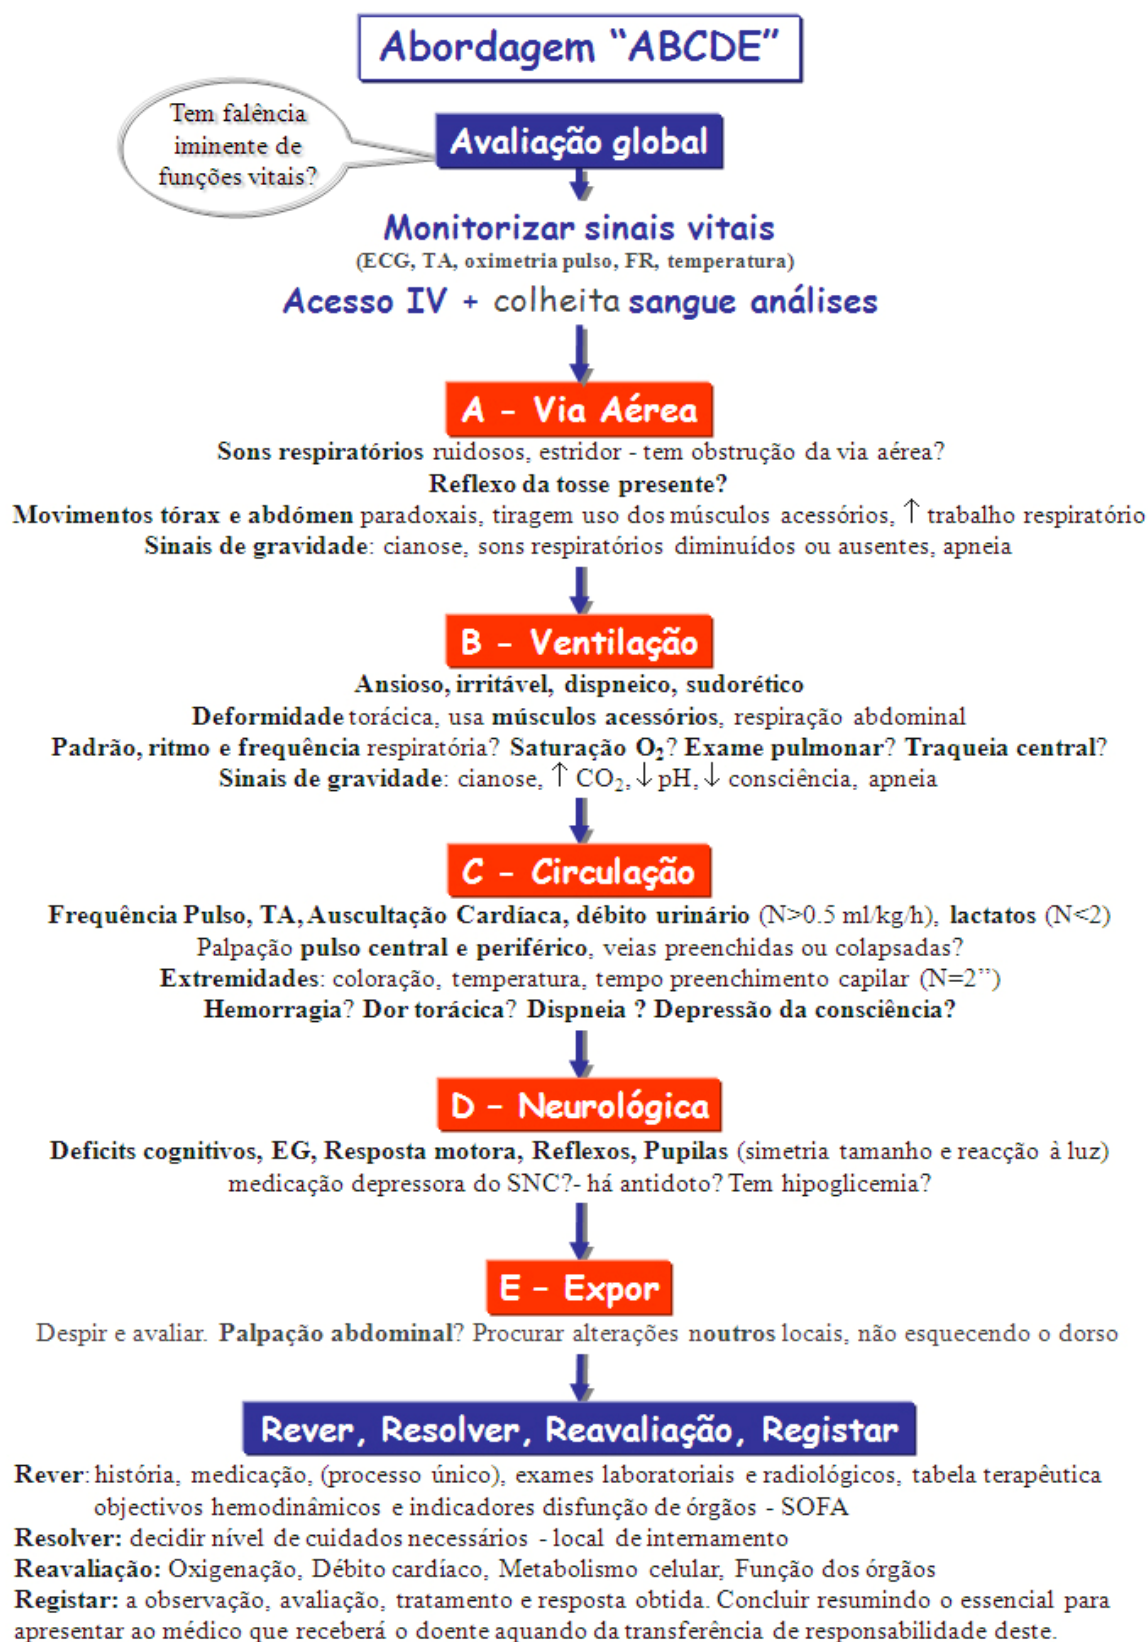 Abordagem “ABCDE”
Tem falência
iminente de
funções vitais?
Avaliação global
Monitorizar sinais vitais
(ECG, TA, oximetria pulso, FR, temperatura)
Acesso IV + colheita sangue análises
A – Via Aérea
Sons respiratórios ruidosos, estridor - tem obstrução da via aérea?
Reflexo da tosse presente?
Movimentos tórax e abdómen paradoxais, tiragem uso dos músculos acessórios, ↑ trabalho respiratório
Sinais de gravidade: cianose, sons respiratórios diminuídos ou ausentes, apneia
B – Ventilação
Ansioso, irritável, dispneico, sudorético
Deformidade torácica, usa músculos acessórios, respiração abdominal
Padrão, ritmo e frequência respiratória? Saturação O₂? Exame pulmonar? Traqueia central?
Sinais de gravidade: cianose, ↑ CO₂, ↓ pH, ↓ consciência, apneia
C – Circulação
Frequência Pulso, TA, Auscultação Cardíaca, débito urinário (N>0.5 ml/kg/h), lactatos (N<2)
Palpação pulso central e periférico, veias preenchidas ou colapsadas?
Extremidades: coloração, temperatura, tempo preenchimento capilar (N=2”)
Hemorragia? Dor torácica? Dispneia ? Depressão da consciência?
D – Neurológica
Deficits cognitivos, EG, Resposta motora, Reflexos, Pupilas (simetria tamanho e reacção à luz)
medicação depressora do SNC?- há antidoto? Tem hipoglicemia?
E – Expor
Despir e avaliar. Palpação abdominal? Procurar alterações noutros locais, não esquecendo o dorso
Rever, Resolver, Reavaliação, Registar
Rever: história, medicação, (processo único), exames laboratoriais e radiológicos, tabela terapêutica
objectivos hemodinâmicos e indicadores disfunção de órgãos - SOFA
Resolver: decidir nível de cuidados necessários - local de internamento
Reavaliação: Oxigenação, Débito cardíaco, Metabolismo celular, Função dos órgãos
Registar: a observação, avaliação, tratamento e resposta obtida. Concluir resumindo o essencial para
apresentar ao médico que receberá o doente aquando da transferência de responsabilidade deste.